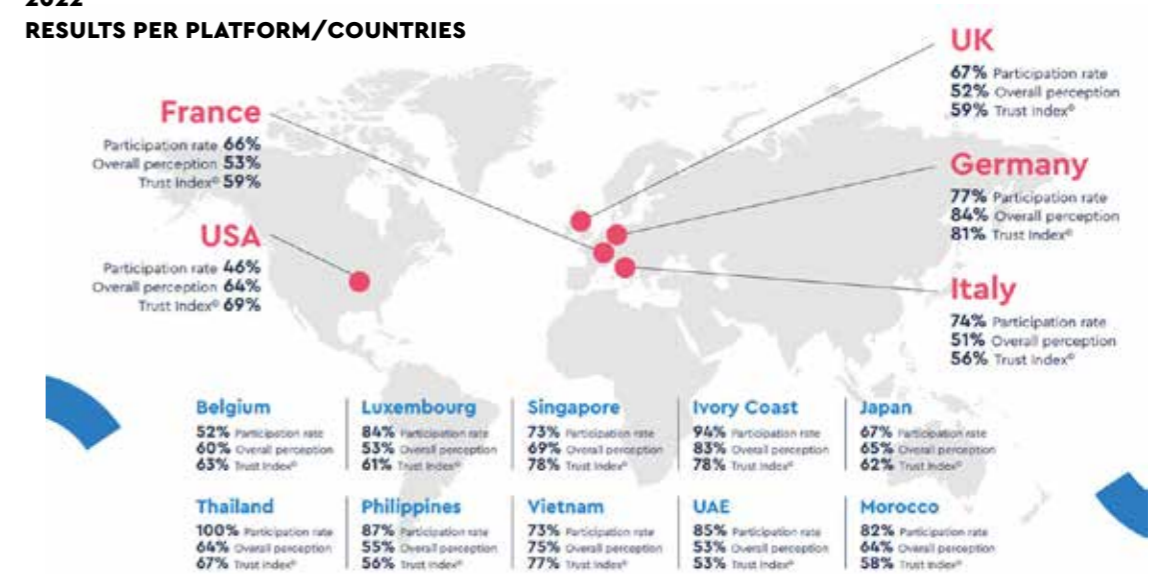 2022
RESULTS PER PLATFORM/COUNTRIES
France
Participation rate 66%
Overall perception 53%
Trust Index© 59%
USA
Participation rate 46%
Overall perception 64%
Trust Index© 69%
UK
67% Participation rate
52% Overall perception
59% Trust Index©
Germany
77% Participation rate
84% Overall perception
81% Trust Index©
Italy
74% Participation rate
51% Overall perception
56% Trust Index©
Belgium
52% Participation rate
60% Overall perception
63% Trust Index©
Luxembourg
84% Participation rate
53% Overall perception
61% Trust Index©
Singapore
73% Participation rate
69% Overall perception
78% Trust Index©
Ivory Coast
94% Participation rate
83% Overall perception
78% Trust Index©
Japan
67% Participation rate
65% Overall perception
62% Trust Index©
Thailand
100% Participation rate
64% Overall perception
67% Trust Index©
Philippines
87% Participation rate
55% Overall perception
56% Trust Index©
Vietnam
73% Participation rate
75% Overall perception
77% Trust Index©
UAE
85% Participation rate
53% Overall perception
53% Trust Index©
Morocco
82% Participation rate
64% Overall perception
58% Trust Index©